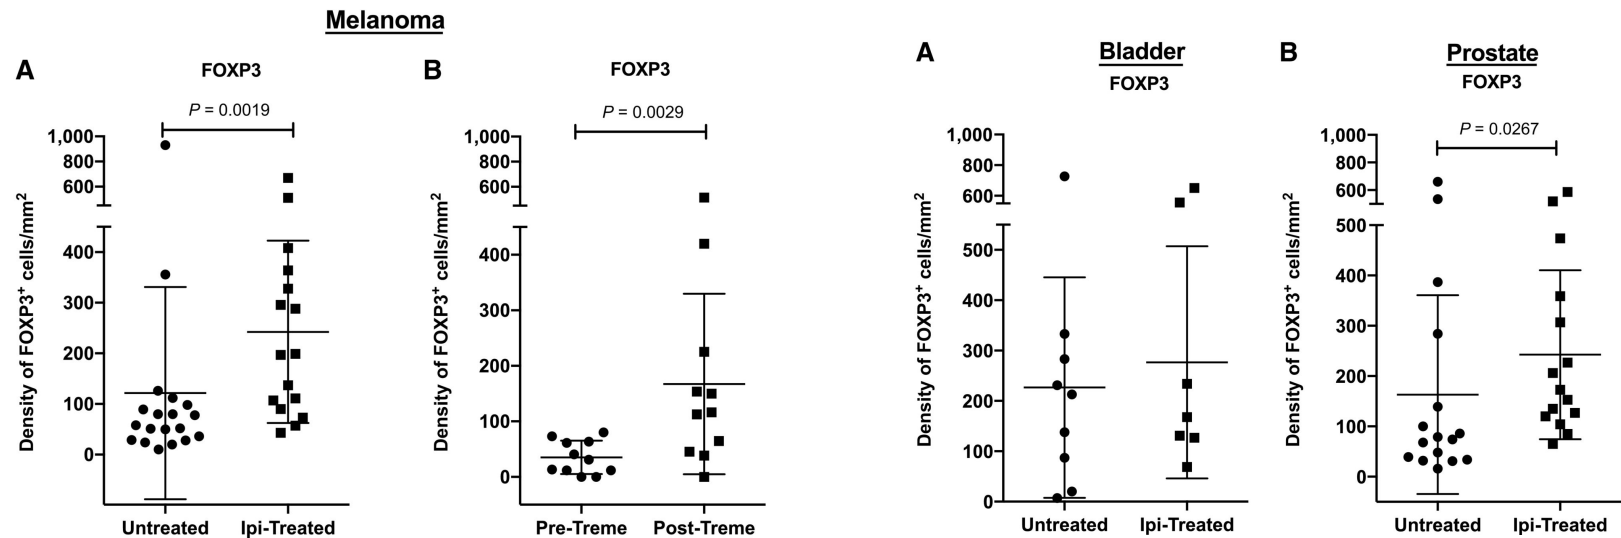 Melanoma
A
FOXP3
P = 0.0019
Density of FOXP3+ cells/mm2
1,000
800
600
400
300
200
100
0
Untreated Ipi-Treated
B
FOXP3
P = 0.0029
Density of FOXP3+ cells/mm2
1,000
800
600
400
300
200
100
0
Pre-Treme Post-Treme
A
Bladder
FOXP3
Density of FOXP3+ cells/mm2
1,000
800
600
500
400
300
200
100
0
Untreated Ipi-Treated
B
Prostate
FOXP3
P = 0.0267
Density of FOXP3+ cells/mm2
1,000
800
600
500
400
300
200
100
0
Untreated Ipi-Treated